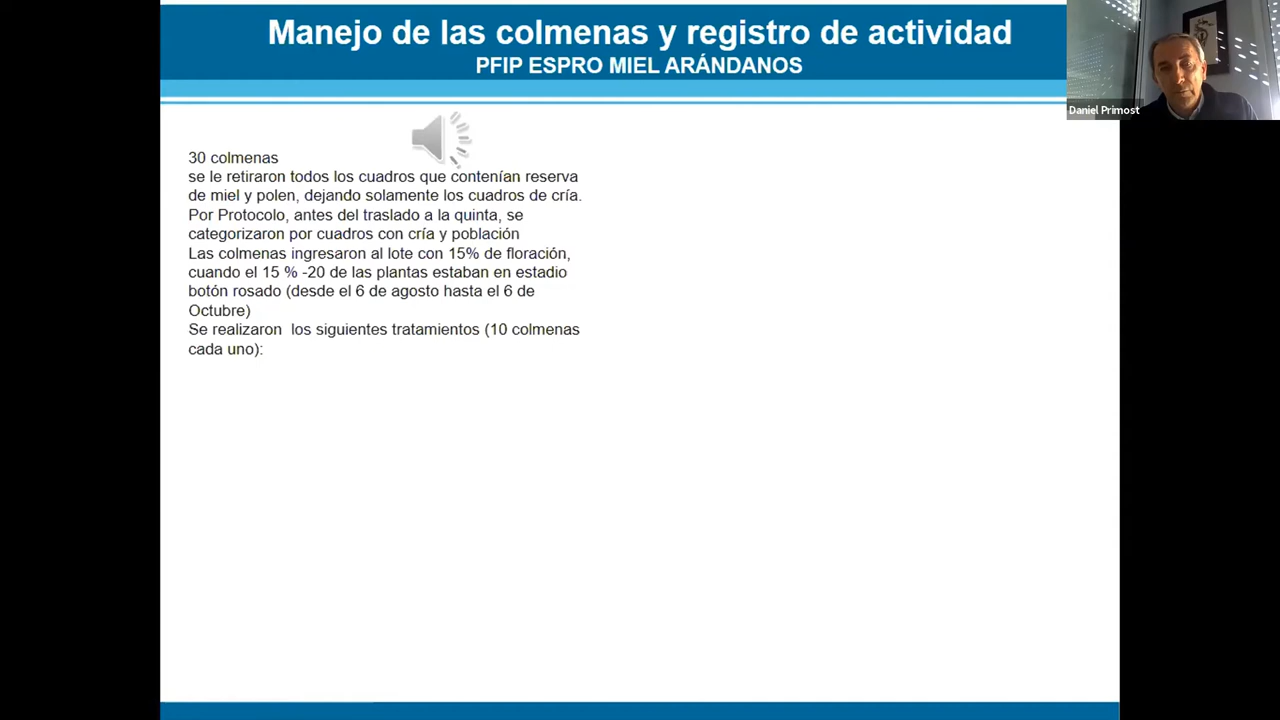 Manejo de las colmenas y registro de actividad
PFIP ESPRO MIEL ARÁNDANOS
Daniel Primost
30 colmenas
se le retiraron todos los cuadros que contenían reserva
de miel y polen, dejando solamente los cuadros de cría.
Por Protocolo, antes del traslado a la quinta, se
categorizaron por cuadros con cría y población
Las colmenas ingresaron al lote con 15% de floración,
cuando el 15 % -20 de las plantas estaban en estadio
botón rosado (desde el 6 de agosto hasta el 6 de
Octubre)
Se realizaron  los siguientes tratamientos (10 colmenas
cada uno):